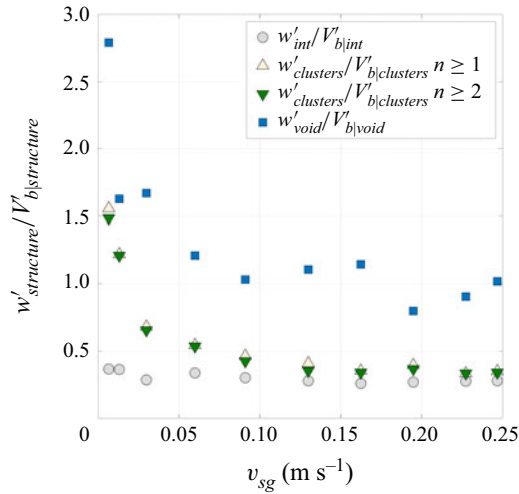 3.0
2.5
2.0
1.5
1.0
0.5
0
0.05
0.10
0.15
0.20
0.25
w′structure/V′b|structure
vsg (m s–1)
w′int/V′b|int
w′clusters/V′b|clusters n ≥ 1
w′clusters/V′b|clusters n ≥ 2
w′void/V′b|void